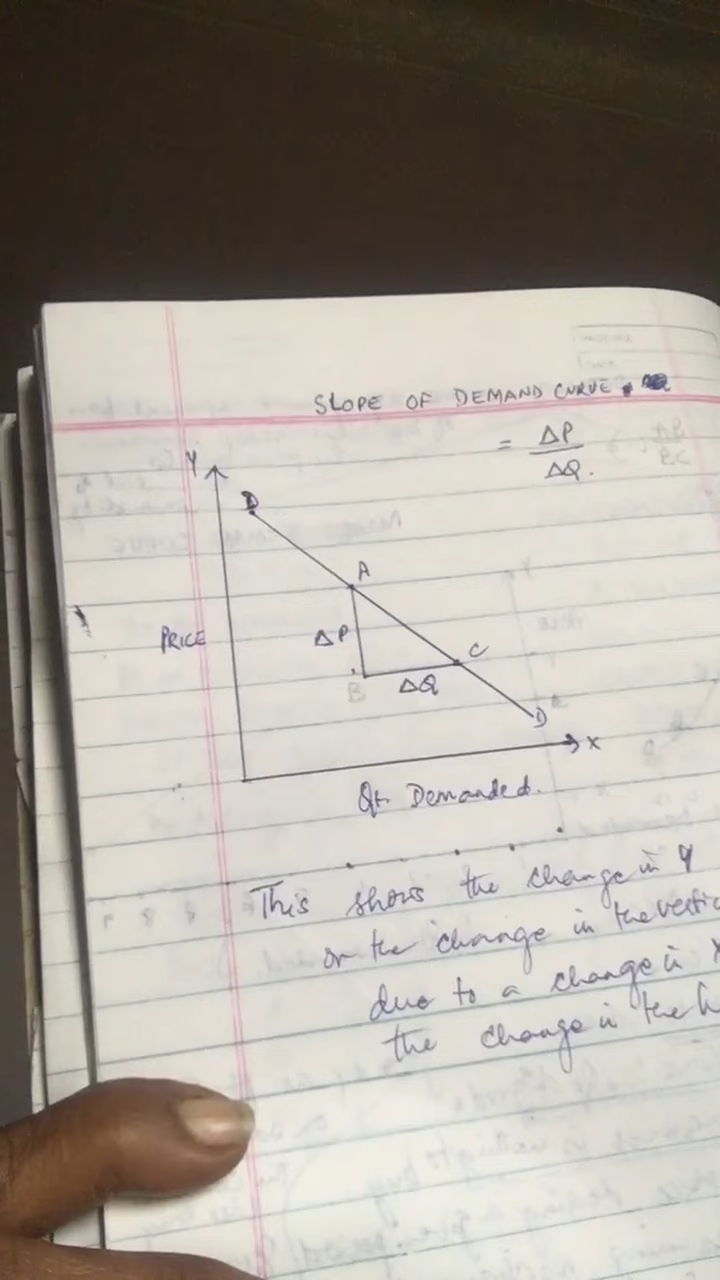 SLOPE OF DEMAND CURVE
= ΔP
ΔQ.
Y
D
A
PRICE
ΔP
C
B
ΔQ
D
X
Qt. Demanded.
This shows the change in Y
or the change in the
due to a change in X
the change in the